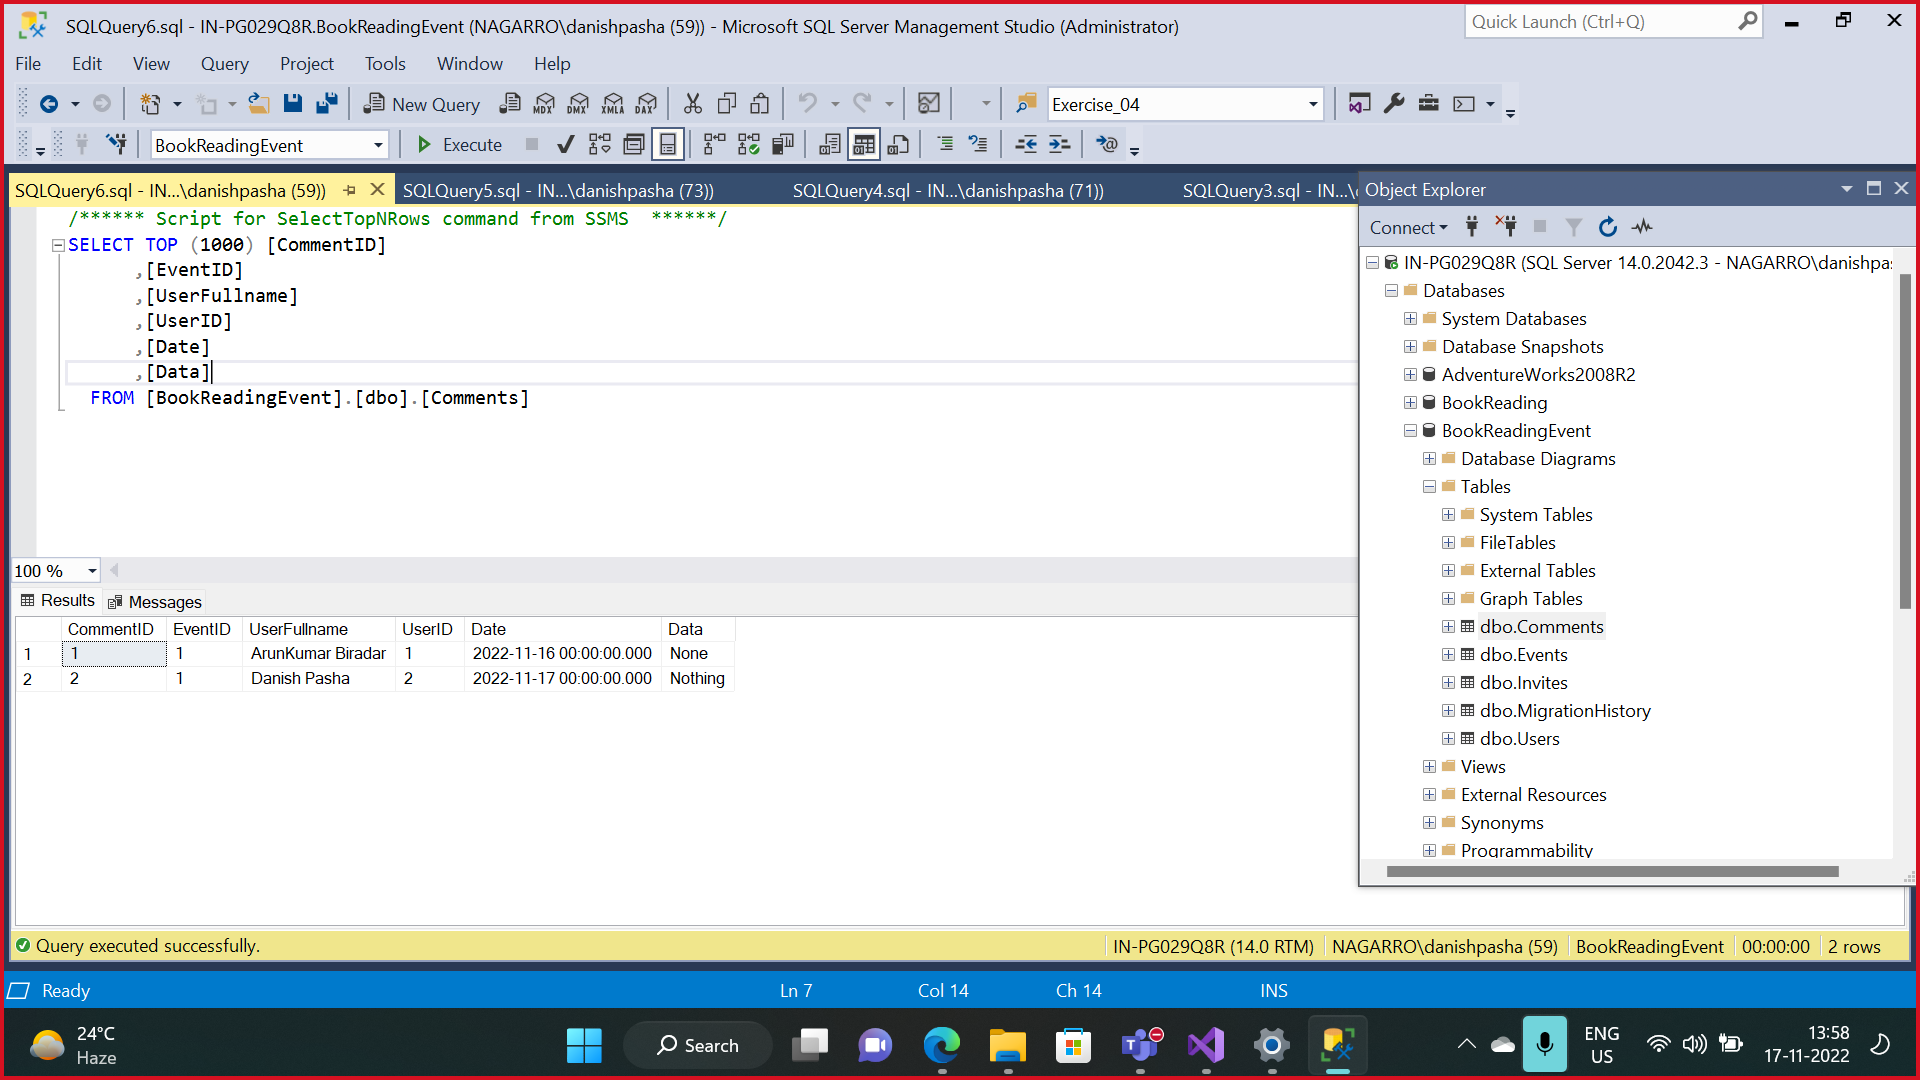 SQLQuery6.sql - IN-PG029Q8R.BookReadingEvent (NAGARRO\danishpasha (59)) - Microsoft SQL Server Management Studio (Administrator)
Quick Launch (Ctrl+Q)
File Edit View Query Project Tools Window Help
New Query MDX DMX XMLA DAX Exercise_04
BookReadingEvent Execute
SQLQuery6.sql - IN...\danishpasha (59)) SQLQuery5.sql - IN...\danishpasha (73)) SQLQuery4.sql - IN...\danishpasha (71)) SQLQuery3.sql - IN...\
/****** Script for SelectTopNRows command from SSMS ******/
SELECT TOP (1000) [CommentID]
,[EventID]
,[UserFullname]
,[UserID]
,[Date]
,[Data]
FROM [BookReadingEvent].[dbo].[Comments]
100 %
Results Messages
CommentID EventID UserFullname UserID Date Data
1 1 1 ArunKumar Biradar 1 2022-11-16 00:00:00.000 None
2 2 1 Danish Pasha 2 2022-11-17 00:00:00.000 Nothing
Object Explorer
Connect
IN-PG029Q8R (SQL Server 14.0.2042.3 - NAGARRO\danishpa
Databases
System Databases
Database Snapshots
AdventureWorks2008R2
BookReading
BookReadingEvent
Database Diagrams
Tables
System Tables
FileTables
External Tables
Graph Tables
dbo.Comments
dbo.Events
dbo.Invites
dbo.MigrationHistory
dbo.Users
Views
External Resources
Synonyms
Programmability
Query executed successfully. IN-PG029Q8R (14.0 RTM) NAGARRO\danishpasha (59) BookReadingEvent 00:00:00 2 rows
Ready Ln 7 Col 14 Ch 14 INS
24°C
Haze
Search
ENG
US
13:58
17-11-2022